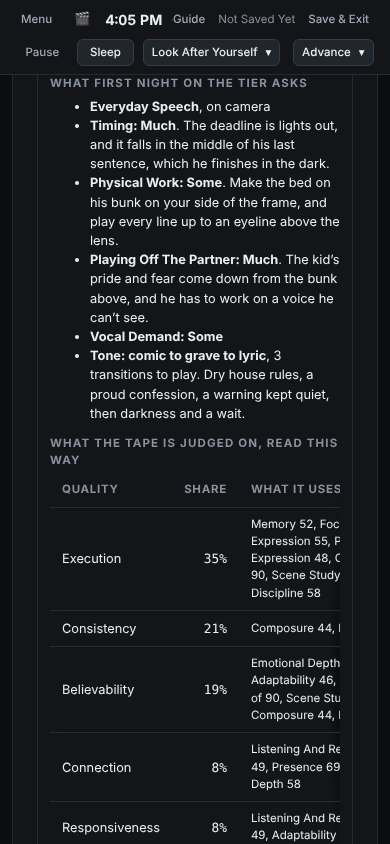 Menu 🎬 4:05 PM Guide Not Saved Yet Save & Exit
Pause Sleep Look After Yourself ▾ Advance ▾
WHAT FIRST NIGHT ON THE TIER ASKS
• Everyday Speech, on camera
• Timing: Much. The deadline is lights out,
and it falls in the middle of his last
sentence, which he finishes in the dark.
• Physical Work: Some. Make the bed on
his bunk on your side of the frame, and
play every line up to an eyeline above the
lens.
• Playing Off The Partner: Much. The kid’s
pride and fear come down from the bunk
above, and he has to work on a voice he
can’t see.
• Vocal Demand: Some
• Tone: comic to grave to lyric, 3
transitions to play. Dry house rules, a
proud confession, a warning kept quiet,
then darkness and a wait.
WHAT THE TAPE IS JUDGED ON, READ THIS
WAY
QUALITY SHARE WHAT IT USES
Memory 52, Foc
Expression 55, P
Execution 35% Expression 48, C
90, Scene Study
Discipline 58
Consistency 21% Composure 44,
Emotional Depth
Adaptability 46,
Believability 19% of 90, Scene Stu
Composure 44,
Listening And Re
Connection 8% 49, Presence 69
Depth 58
Listening And Re
Responsiveness 8% 49, Adaptability